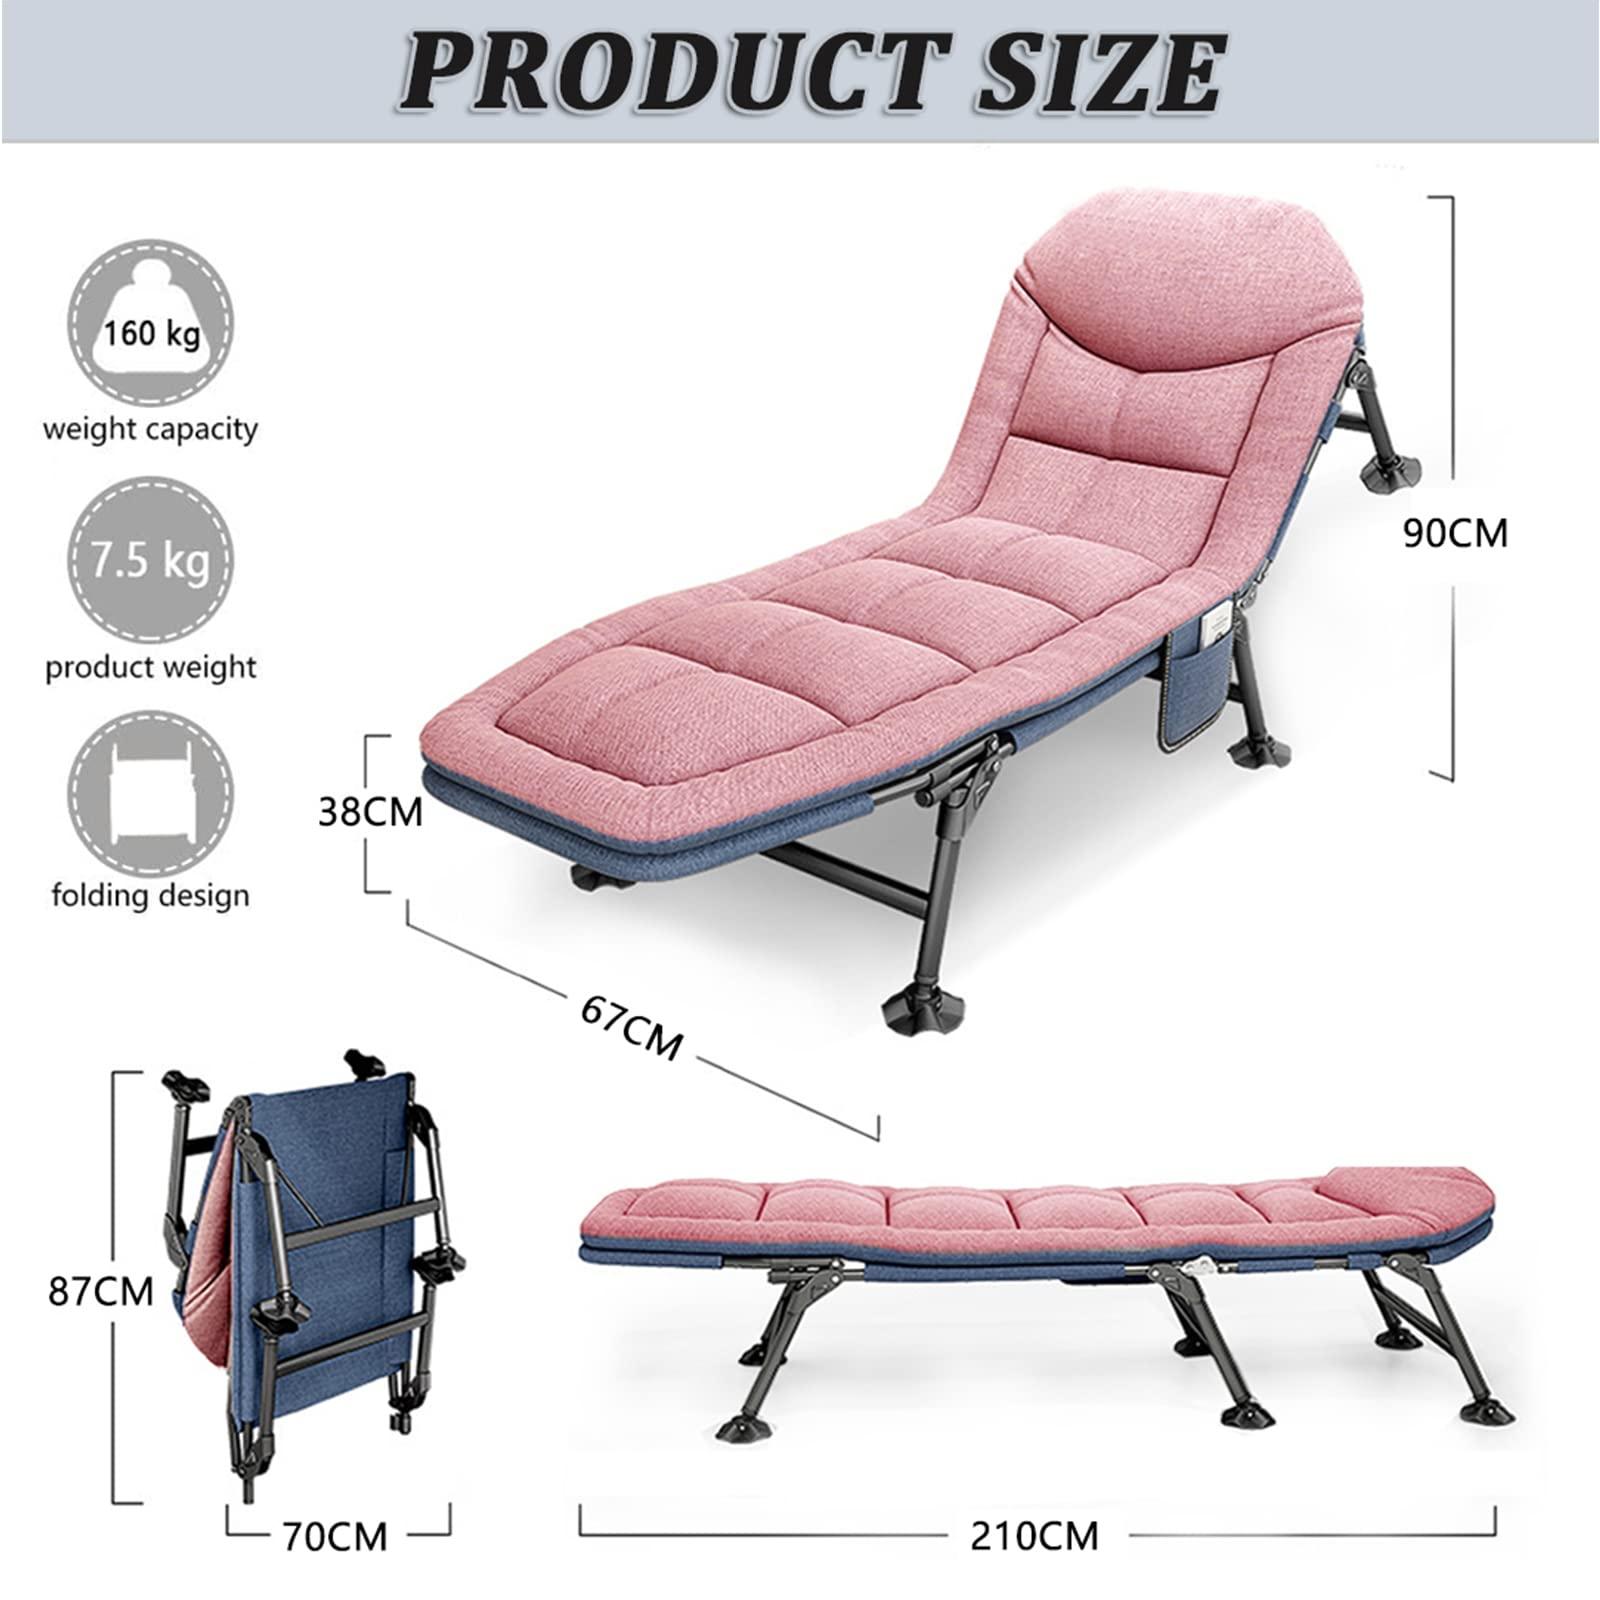 PRODUCT SIZE
160 kg
weight capacity
7.5 kg
product weight
folding design
90CM
38CM
67CM
87CM
70CM
210CM